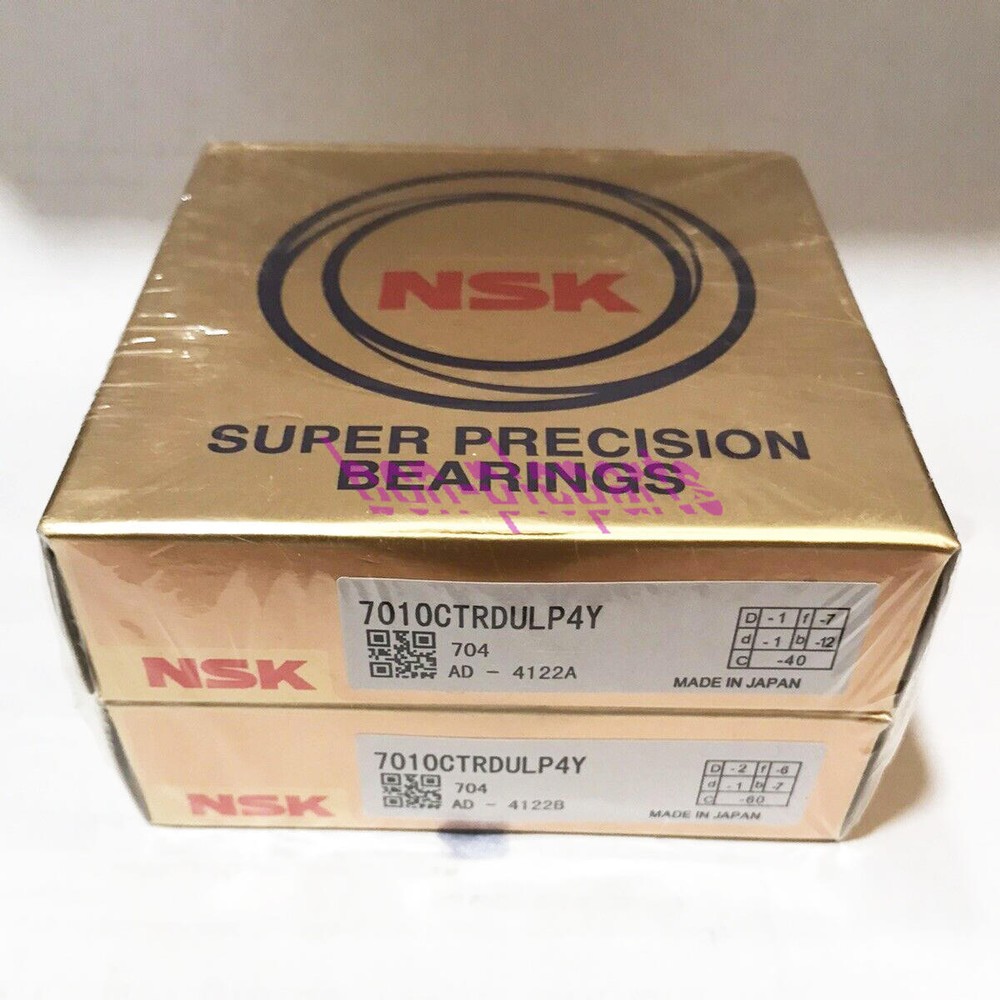 NSK
SUPER PRECISION
BEARINGS
7010CTRDULP4Y
704
AD - 4122A
D -1 f -7
d -1 b -12
C -40
MADE IN JAPAN
NSK
7010CTRDULP4Y
704
AD - 4122B
D -2 f -6
d -1 b -7
C -60
MADE IN JAPAN
NSK